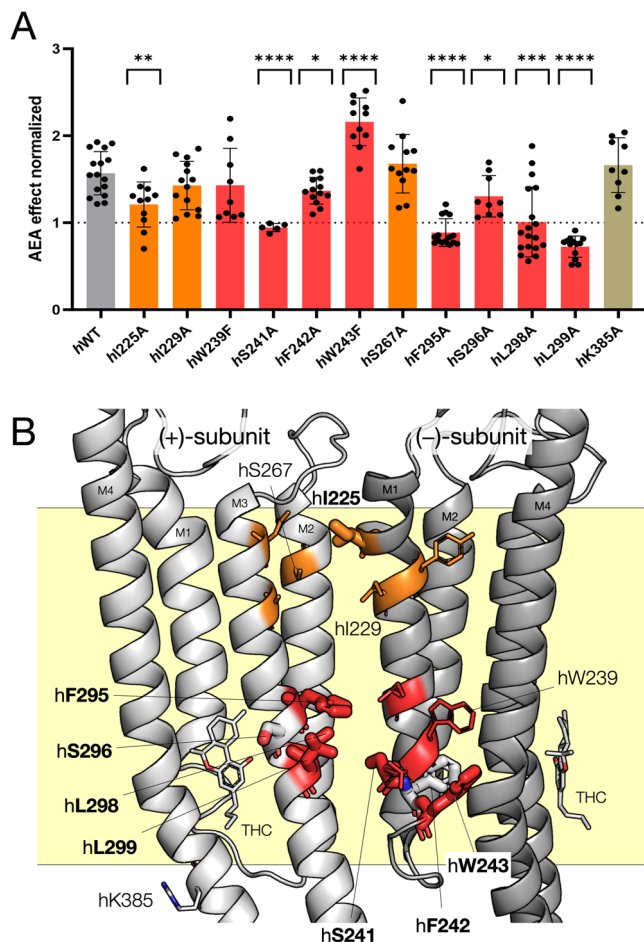 A
AEA effect normalized
3
2
1
0
** **** * **** **** * *** ****
hWT hI225A hI229A hW239F hS241A hF242A hW243F hS267A hF295A hS296A hL298A hL299A hK385A
B
(+)-subunit (–)-subunit
hS267
hI225
M4 M1 M3 M2 M1 M2 M4
hI229
hF295 hW239
hS296
hL298 THC THC
hL299
hW243
hK385
hS241 hF242